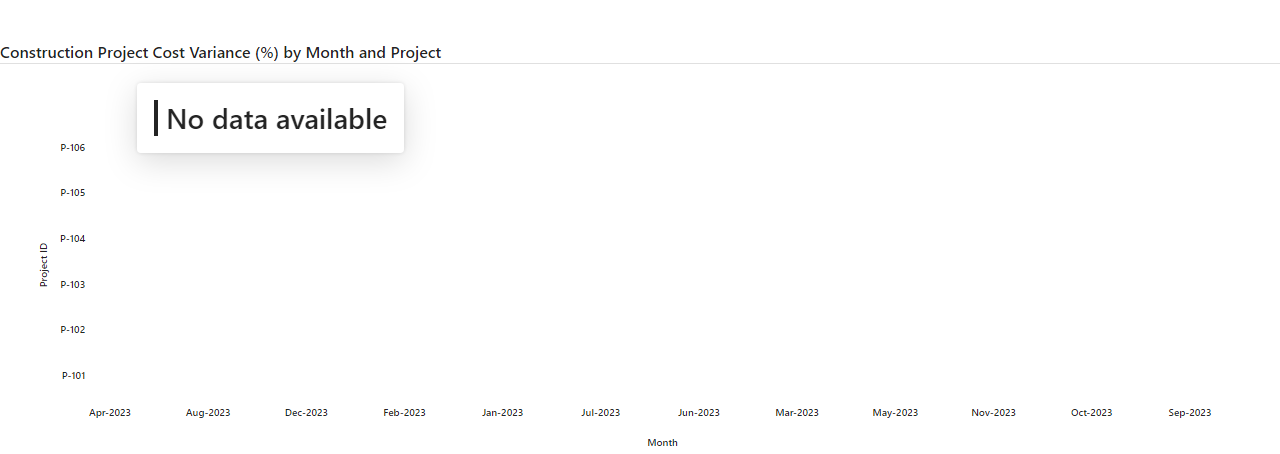 Construction Project Cost Variance (%) by Month and Project
No data available
P-106
P-105
P-104
Project ID
P-103
P-102
P-101
Apr-2023 Aug-2023 Dec-2023 Feb-2023 Jan-2023 Jul-2023 Jun-2023 Mar-2023 May-2023 Nov-2023 Oct-2023 Sep-2023
Month